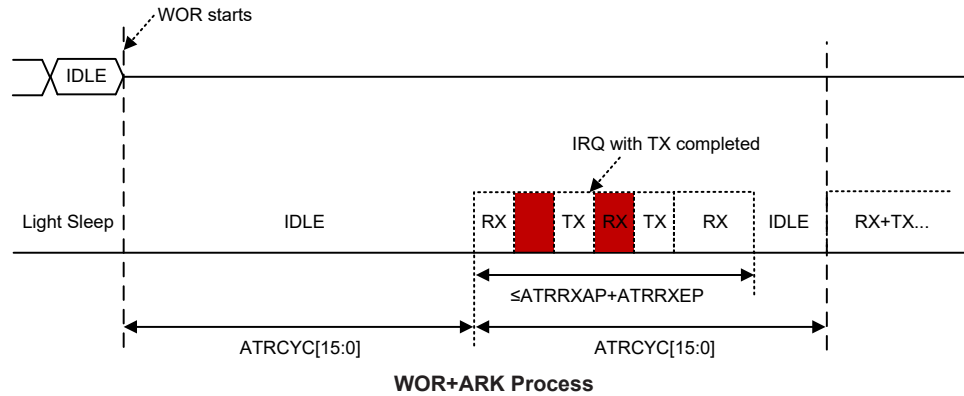 WOR starts
IDLE
IRQ with TX completed
Light Sleep IDLE RX TX RX TX RX IDLE RX+TX...
≤ATRRXAP+ATRRXEP
ATRCYC[15:0] ATRCYC[15:0]
WOR+ARK Process